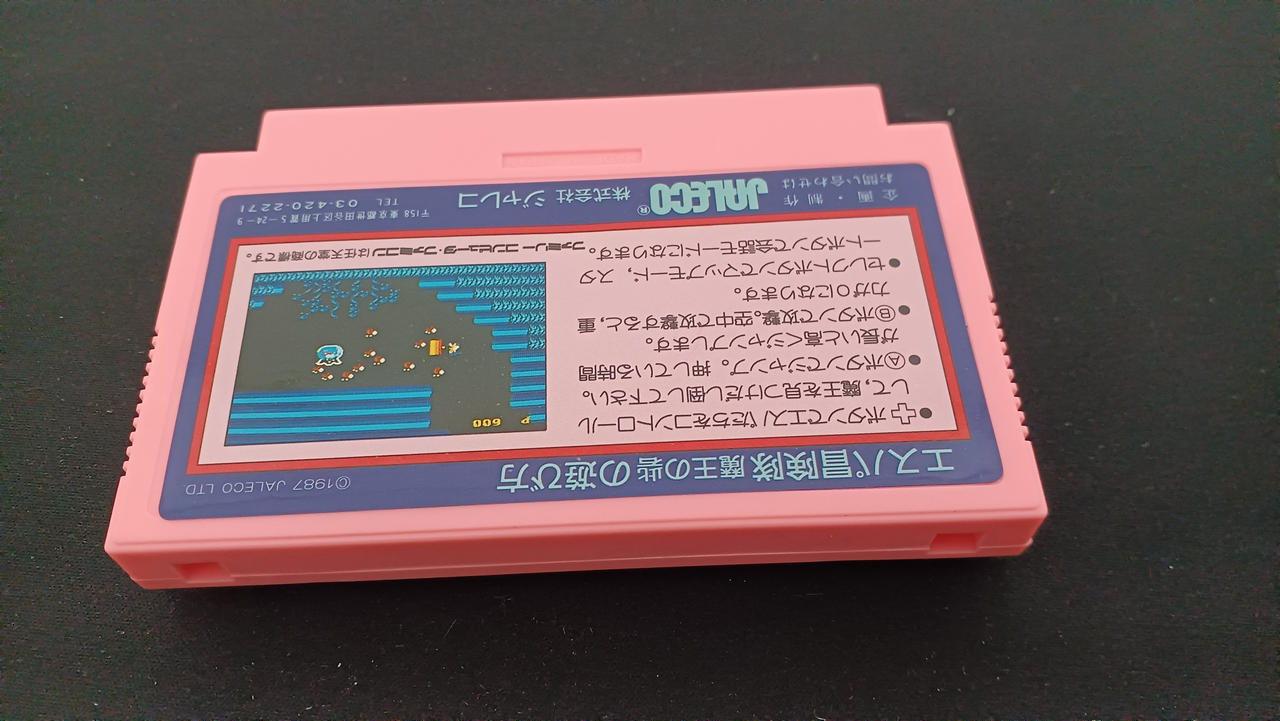 エスパ冒険隊 魔王の砦の遊び方
©1987 JALECO LTD
●✚ボタンでエスパたちをコントロール
して,魔王を見つけだし倒して下さい。
●Ⓐボタンでジャンプ。押している時間
が長いと高くジャンプします。
●Ⓑボタンで攻撃。空中で攻撃すると,重
力が0になります。
●セレクトボタンでマップモード,スタ
ートボタンで会話モードになります。
P 600
ファミリーコンピュータ・ファミコンは任天堂の商標です。
企画・制作
お問い合わせは
JALECO®
株式会社 ジャレコ
〒158 東京都世田谷区上用賀5-24-9
TEL 03-420-2271